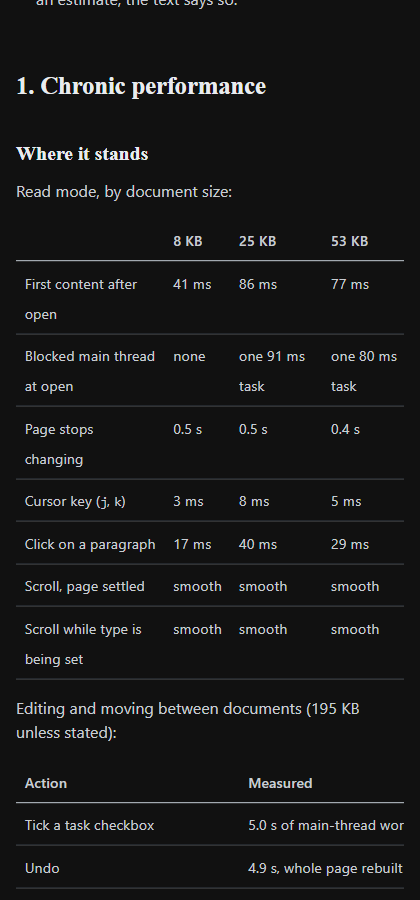 an estimate, the text says so.
1. Chronic performance
Where it stands
Read mode, by document size:
8 KB 25 KB 53 KB
First content after 41 ms 86 ms 77 ms
open
Blocked main thread none one 91 ms one 80 ms
at open task task
Page stops 0.5 s 0.5 s 0.4 s
changing
Cursor key (j, k) 3 ms 8 ms 5 ms
Click on a paragraph 17 ms 40 ms 29 ms
Scroll, page settled smooth smooth smooth
Scroll while type is smooth smooth smooth
being set
Editing and moving between documents (195 KB
unless stated):
Action Measured
Tick a task checkbox 5.0 s of main-thread wor
Undo 4.9 s, whole page rebuilt